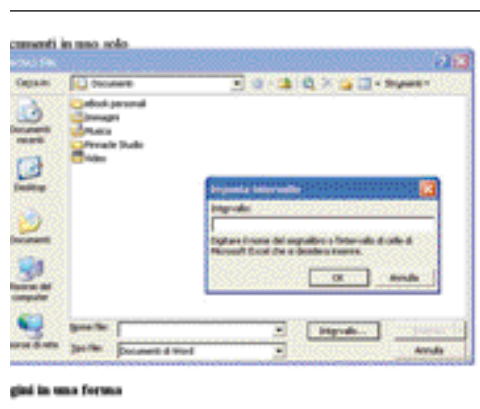 cumenti in uno solo
Cerca in:
Documenti
Strumenti
Documenti recenti
eBook personali
Immagini
Musica
Pinnacle Studio
Video
Desktop
Documenti
Risorse del computer
Risorse di rete
Imposta intervallo
Intervallo:
Digitare il nome del segnalibro o l'intervallo di celle di
Microsoft Excel che si desidera inserire.
OK
Annulla
Nome file:
Intervallo...
Tipo file:
Documenti di Word
Annulla
gini in una forma